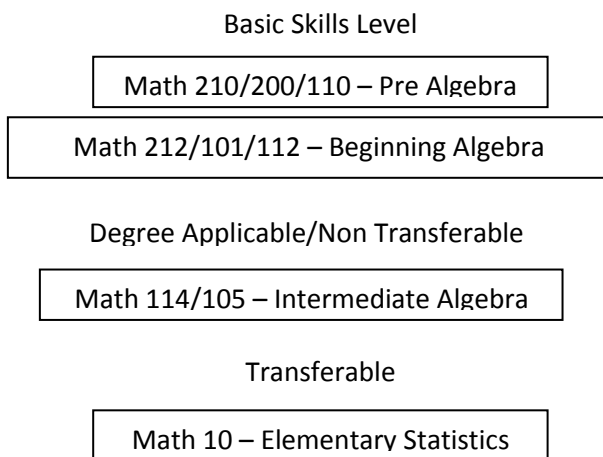 Basic Skills Level
Math 210/200/110 – Pre Algebra
Math 212/101/112 – Beginning Algebra
Degree Applicable/Non Transferable
Math 114/105 – Intermediate Algebra
Transferable
Math 10 – Elementary Statistics